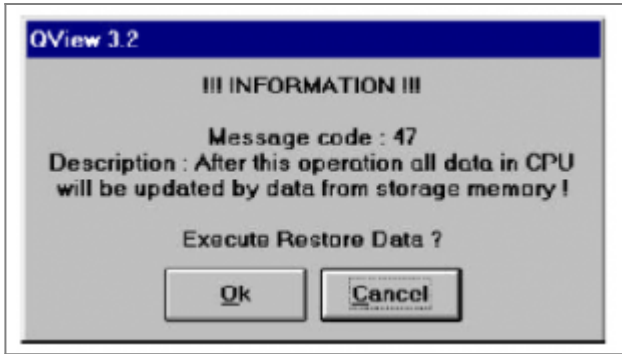 QView 3.2
!!! INFORMATION !!!
Message code : 47
Description : After this operation all data in CPU
will be updated by data from storage memory !
Execute Restore Data ?
Ok
Cancel